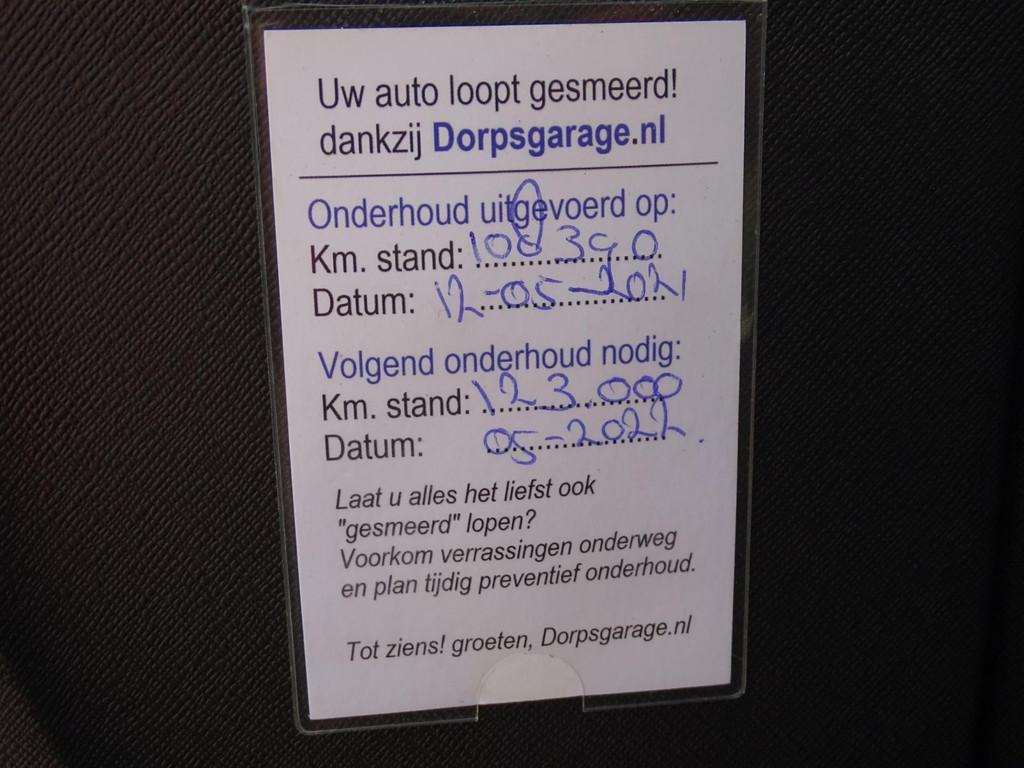 Uw auto loopt gesmeerd!
dankzij Dorpsgarage.nl
Onderhoud uitgevoerd op:
Km. stand: 108390
Datum: 12-05-2021
Volgend onderhoud nodig:
Km. stand: 123.000
Datum: 05-2022.
Laat u alles het liefst ook
"gesmeerd" lopen?
Voorkom verrassingen onderweg
en plan tijdig preventief onderhoud.
Tot ziens! groeten, Dorpsgarage.nl